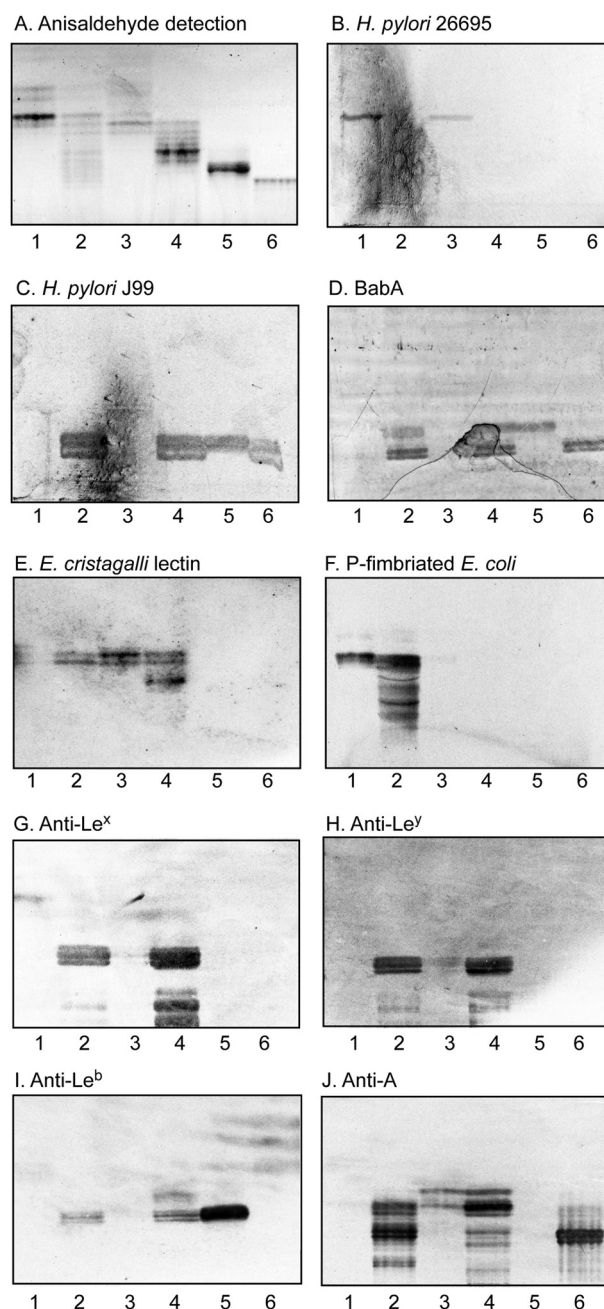 A. Anisaldehyde detection
1 2 3 4 5 6
B. H. pylori 26695
1 2 3 4 5 6
C. H. pylori J99
1 2 3 4 5 6
D. BabA
1 2 3 4 5 6
E. E. cristagalli lectin
1 2 3 4 5 6
F. P-fimbriated E. coli
1 2 3 4 5 6
G. Anti-Leˣ
1 2 3 4 5 6
H. Anti-Leʸ
1 2 3 4 5 6
I. Anti-Leᵇ
1 2 3 4 5 6
J. Anti-A
1 2 3 4 5 6